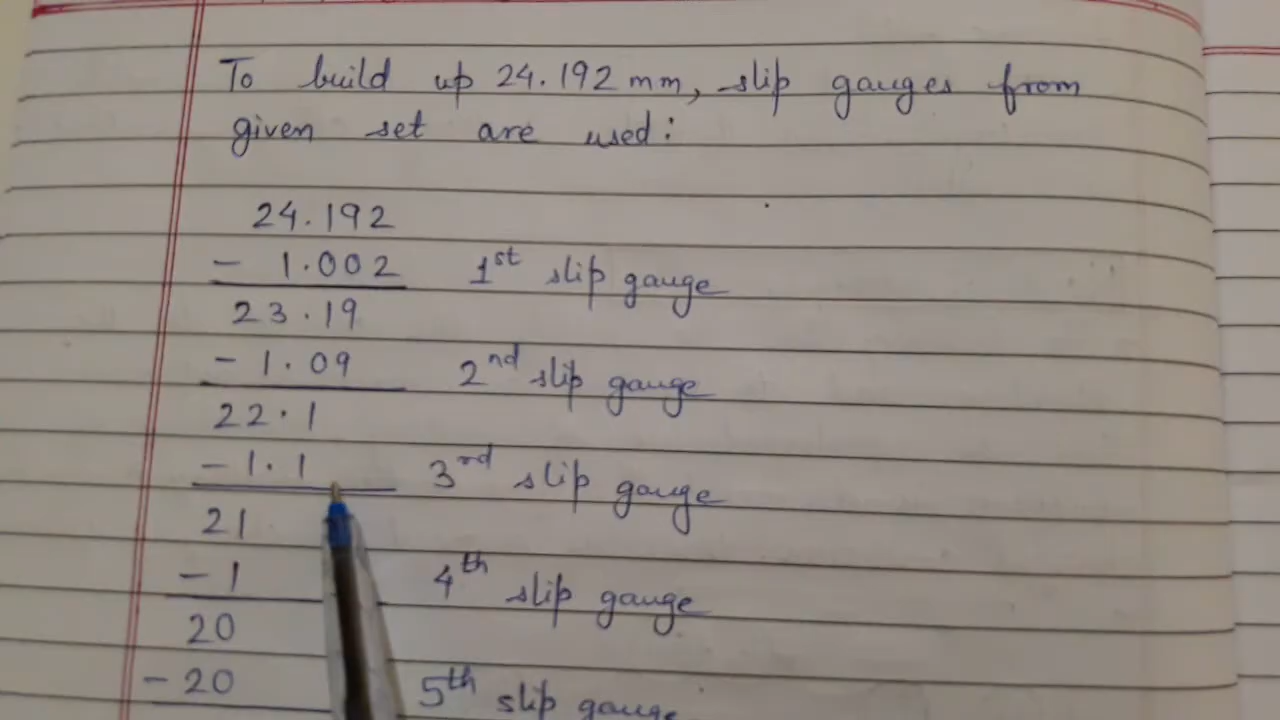 To build up 24.192 mm, slip gauges from
given set are used:
24.192
- 1.002 1st slip gauge
23.19
- 1.09 2nd slip gauge
22.1
- 1.1 3rd slip gauge
21
- 1 4th slip gauge
20
- 20 5th slip gauge